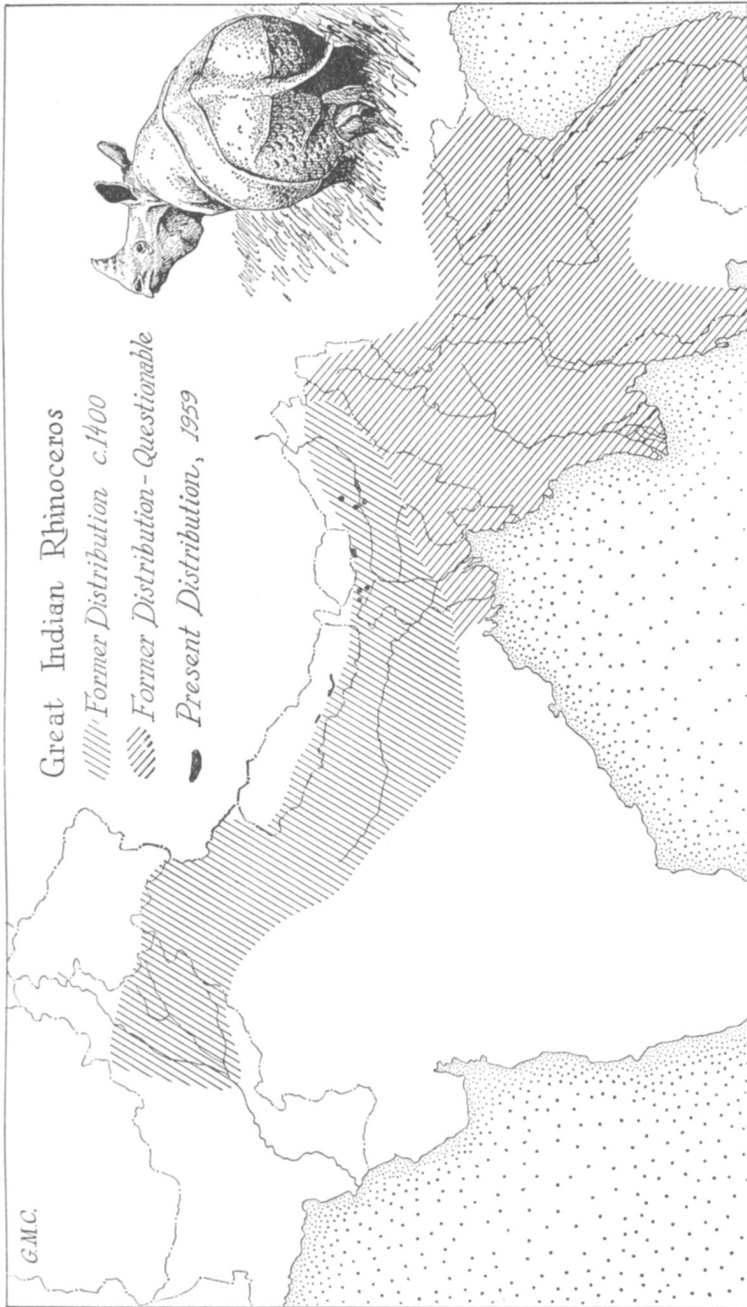 Great Indian Rhinoceros
Former Distribution c.1400
Former Distribution - Questionable
Present Distribution, 1959
G.M.C.